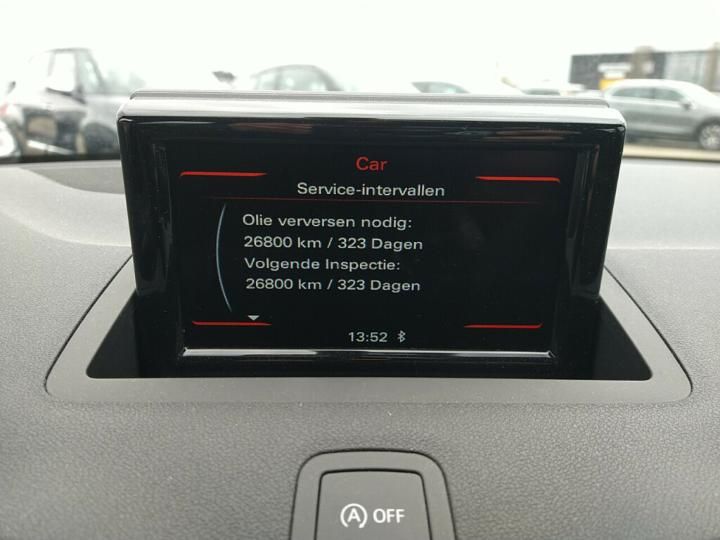 Car
Service-intervallen
Olie verversen nodig:
26800 km / 323 Dagen
Volgende Inspectie:
26800 km / 323 Dagen
13:52
A OFF